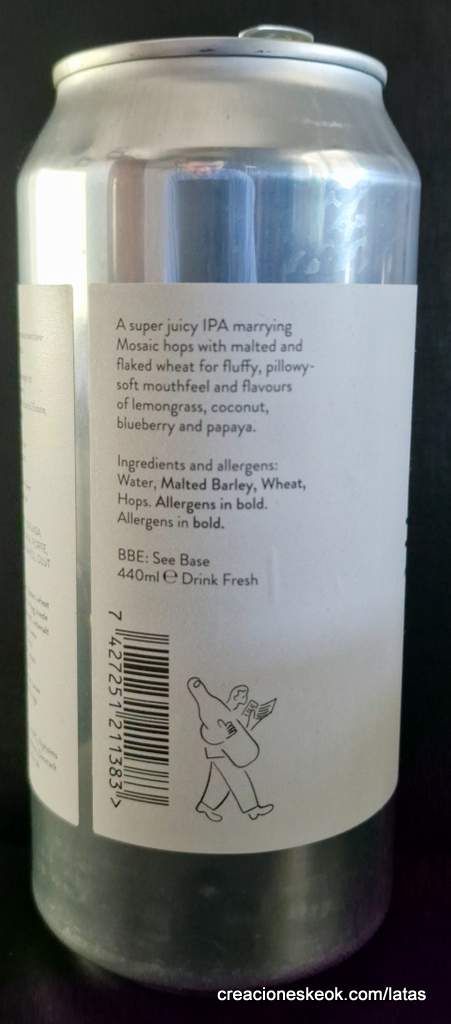 A super juicy IPA marrying
Mosaic hops with malted and
flaked wheat for fluffy, pillowy-
soft mouthfeel and flavours
of lemongrass, coconut,
blueberry and papaya.
Ingredients and allergens:
Water, Malted Barley, Wheat,
Hops. Allergens in bold.
Allergens in bold.
BBE: See Base
440ml ℮ Drink Fresh
7 427251 211383 >
creacioneskeok.com/latas